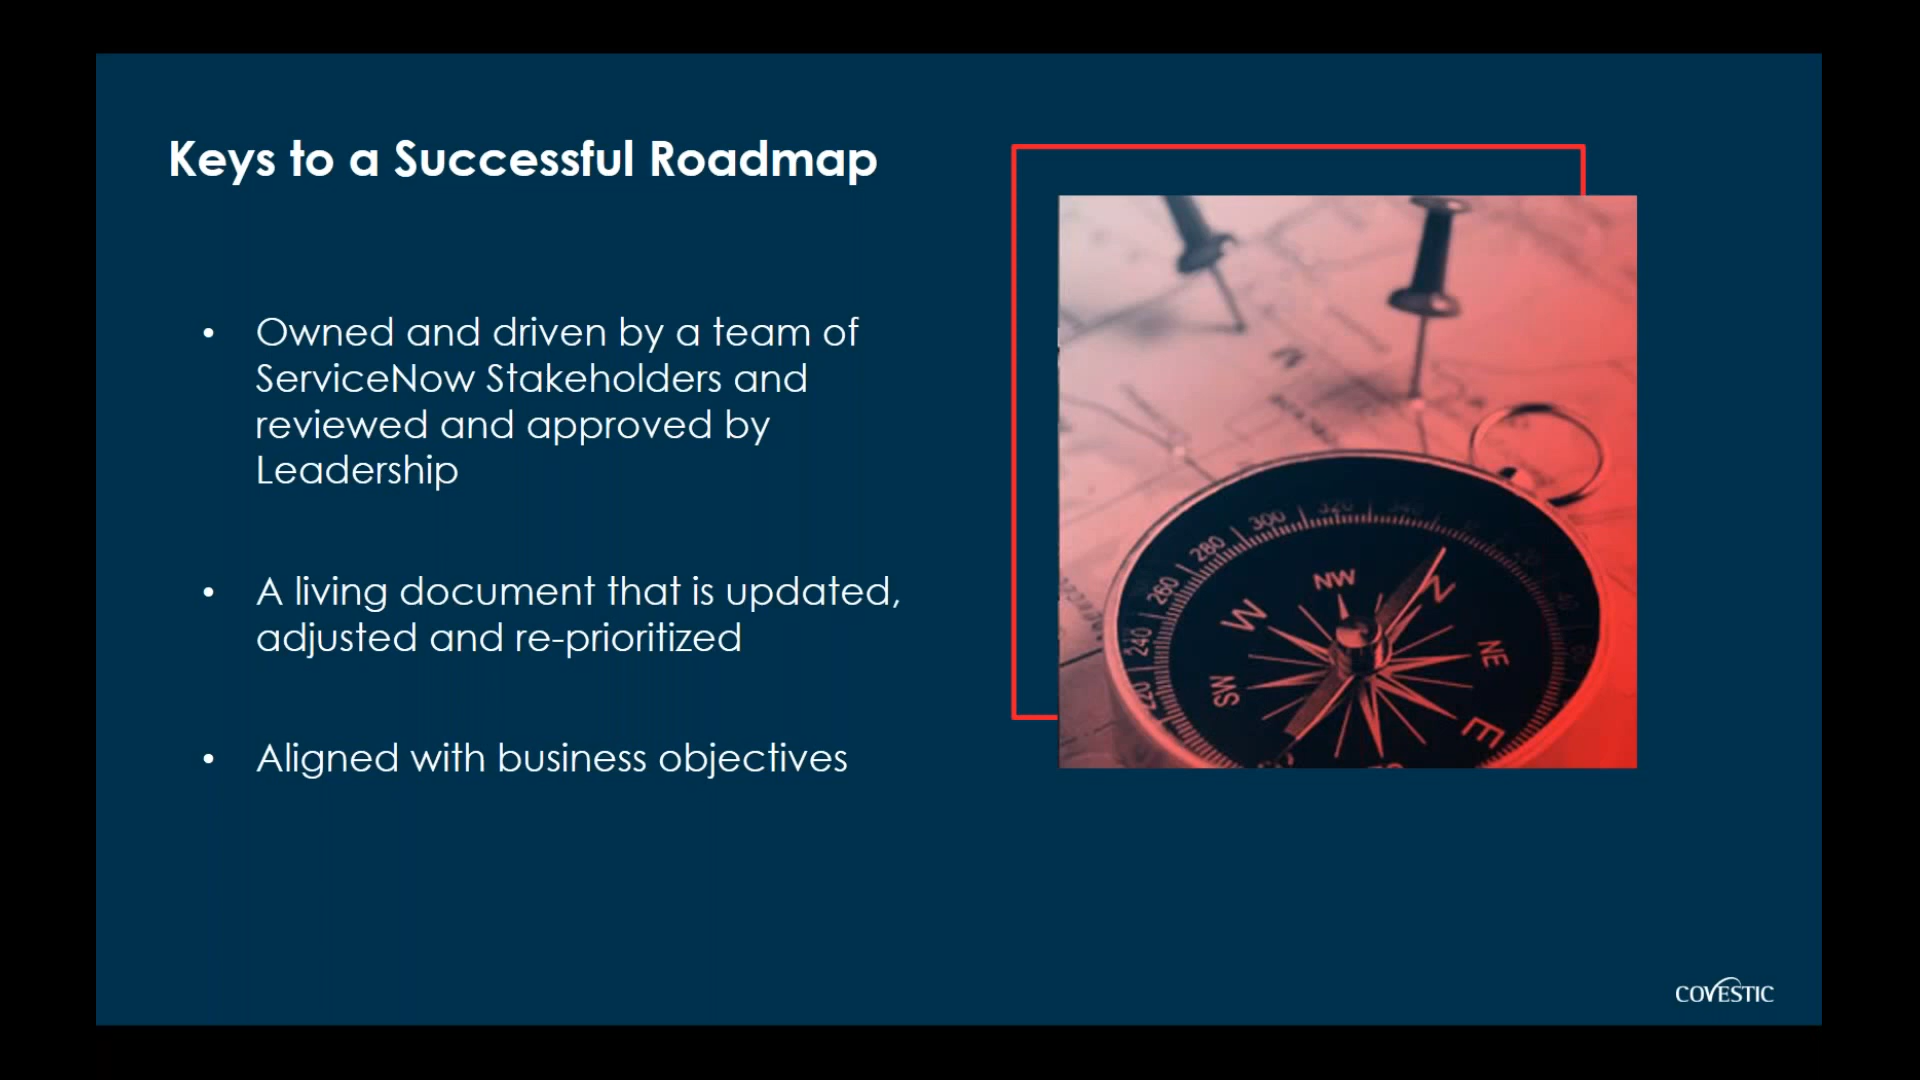 Keys to a Successful Roadmap
• Owned and driven by a team of
ServiceNow Stakeholders and
reviewed and approved by
Leadership
• A living document that is updated,
adjusted and re-prioritized
• Aligned with business objectives
300
320
340
280
260
240
220
NW
N
W
NE
SW
E
COVESTIC